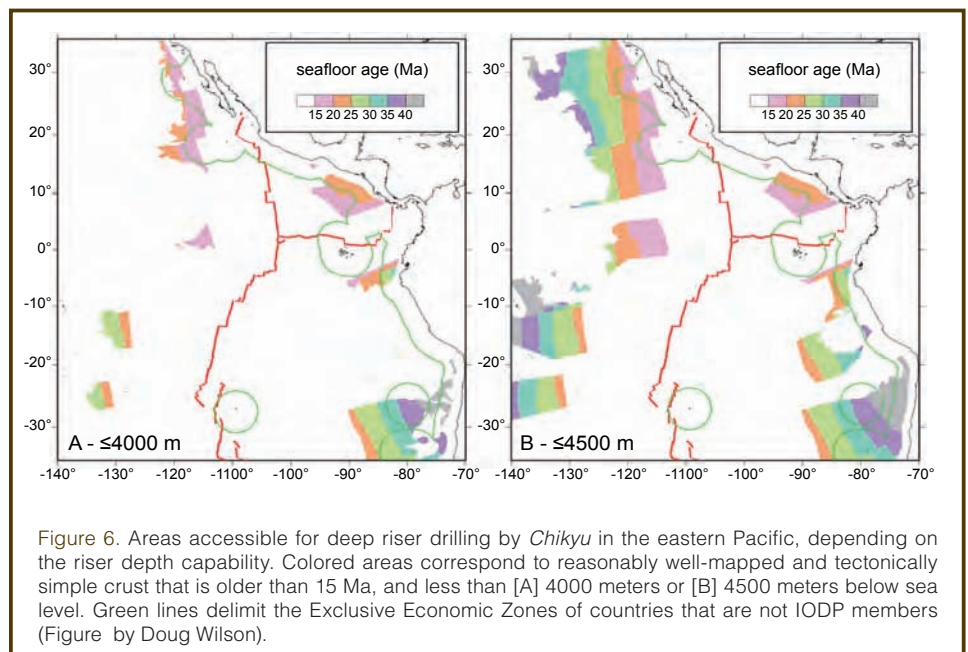 seafloor age (Ma)
15 20 25 30 35 40
seafloor age (Ma)
15 20 25 30 35 40
30°
20°
10°
0°
-10°
-20°
-30°
30°
20°
10°
0°
-10°
-20°
-30°
A - ≤4000 m
B - ≤4500 m
-140 -130° -120° -1100° -100° -90° -80° -70°
-140° -130° -120° -110° -1100° -90° -80° -70°
Figure 6. Areas accessible for deep riser drilling by Chikyu in the eastern Pacific, depending on
the riser depth capability. Colored areas correspond to reasonably well-mapped and tectonically
simple crust that is older than 15 Ma, and less than [A] 4000 meters or [B] 4500 meters below sea
level. Green lines delimit the Exclusive Economic Zones of countries that are not IODP members
(Figure by Doug Wilson).